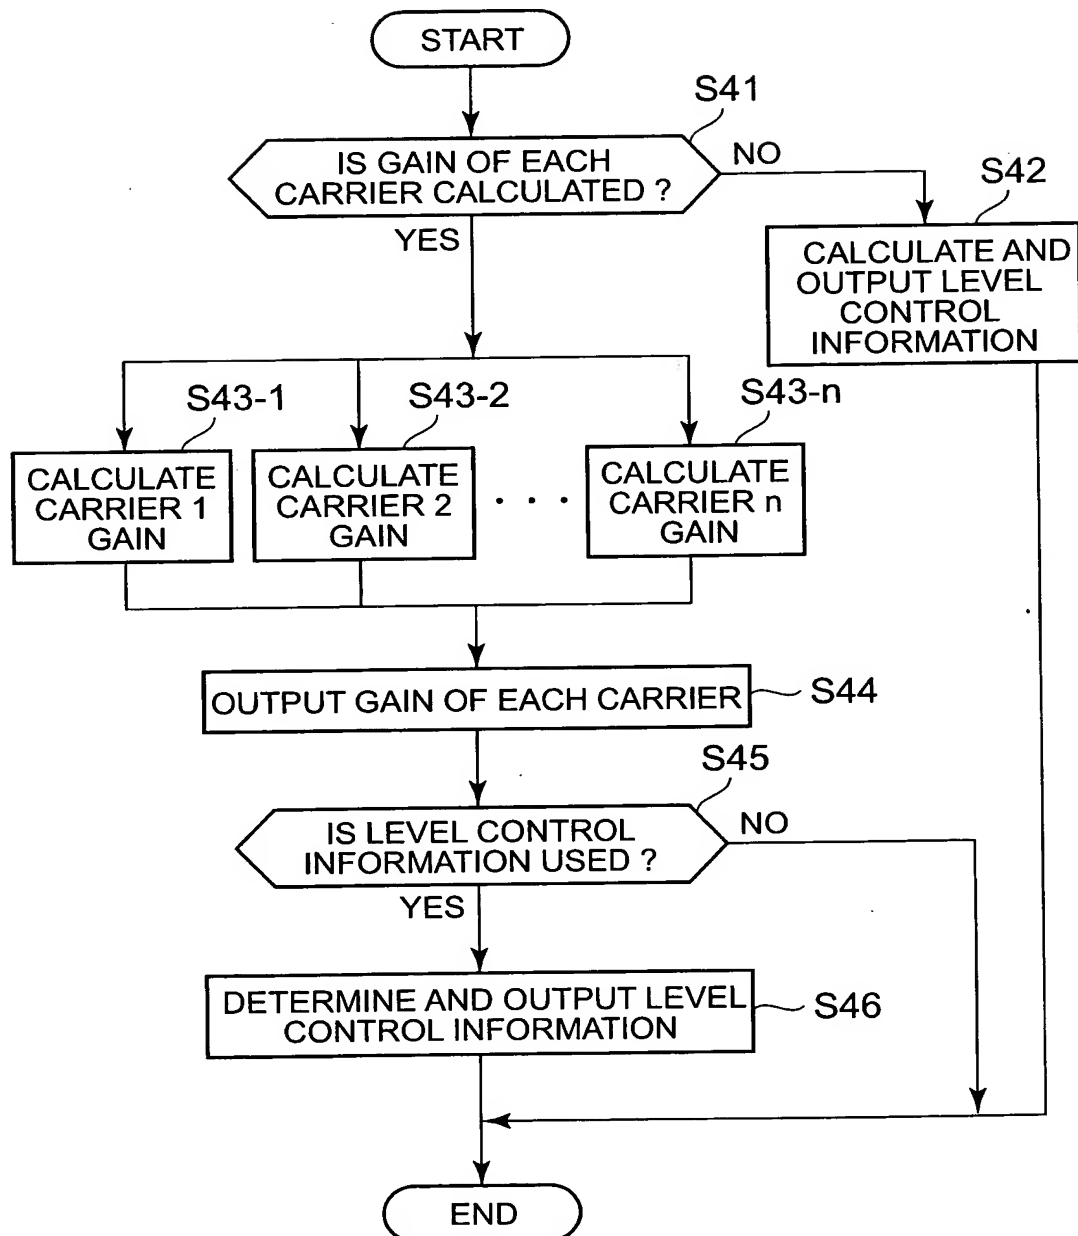 START
S41
IS GAIN OF EACH
CARRIER CALCULATED ?
NO
YES
S42
CALCULATE AND
OUTPUT LEVEL
CONTROL
INFORMATION
S43-1
CALCULATE
CARRIER 1
GAIN
S43-2
CALCULATE
CARRIER 2
GAIN
. . .
S43-n
CALCULATE
CARRIER n
GAIN
OUTPUT GAIN OF EACH CARRIER
S44
S45
IS LEVEL CONTROL
INFORMATION USED ?
NO
YES
DETERMINE AND OUTPUT LEVEL
CONTROL INFORMATION
S46
END